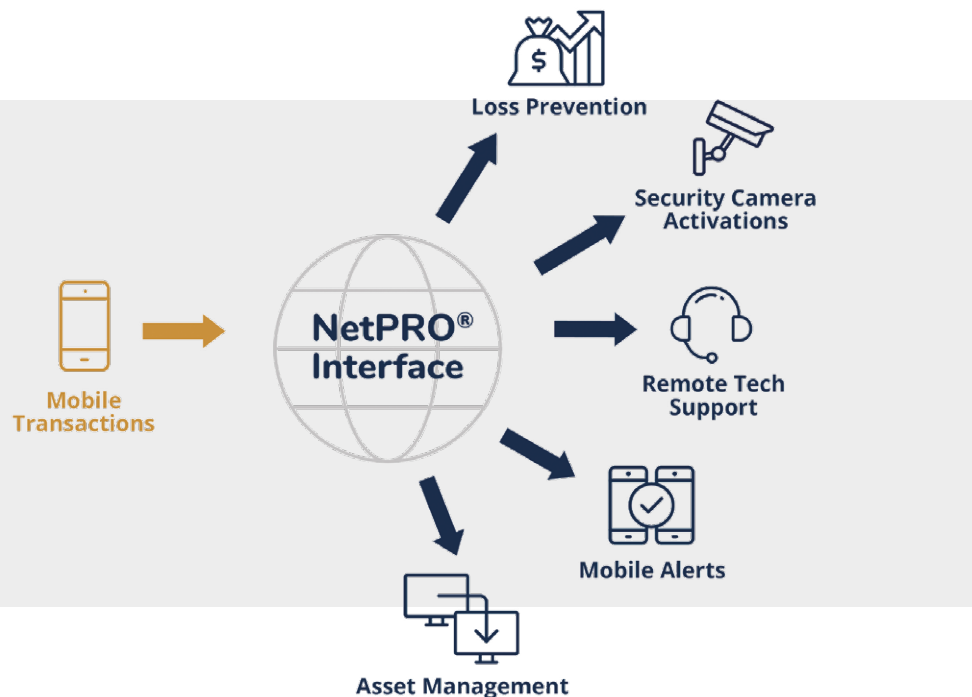 Loss Prevention
Security Camera
Activations
NetPRO®
Interface
Mobile
Transactions
Remote Tech
Support
Mobile Alerts
Asset Management
$